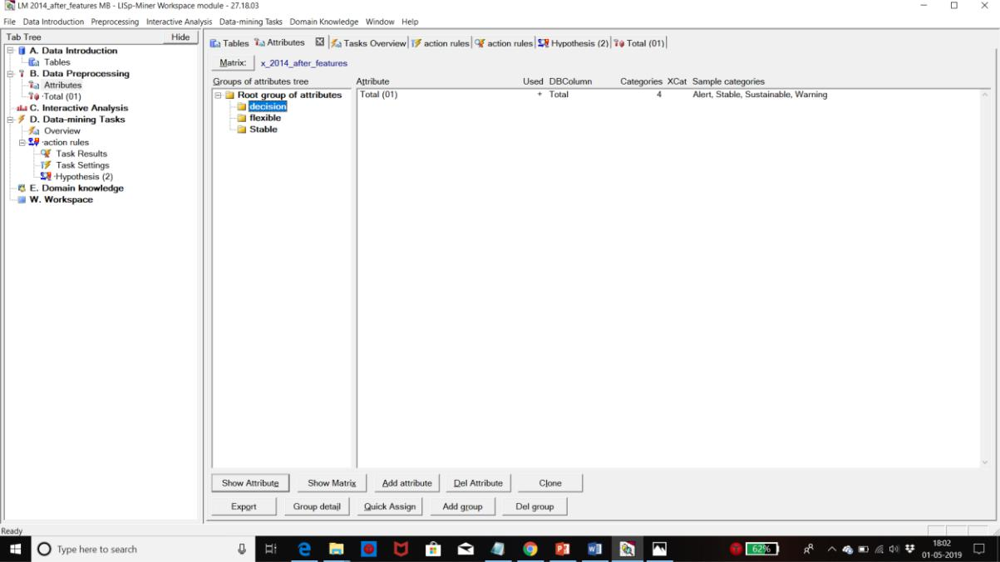 LM 2014_after_features MB - LISp-Miner Workspace module - 27.18.03
File Data Introduction Preprocessing Interactive Analysis Data-mining Tasks Domain Knowledge Window Help
Tab Tree Hide
A. Data Introduction
Tables
B. Data Preprocessing
Attributes
·Total (01)
C. Interactive Analysis
D. Data-mining Tasks
Overview
·action rules
Task Results
Task Settings
·Hypothesis (2)
E. Domain knowledge
W. Workspace
Tables Attributes Tasks Overview action rules action rules Hypothesis (2) Total (01)
Matrix: x_2014_after_features
Groups of attributes tree Attribute Used DBColumn Categories XCat Sample categories
Root group of attributes Total (01) + Total 4 Alert, Stable, Sustainable, Warning
decision
flexible
Stable
Show Attribute Show Matrix Add attribute Del Attribute Clone
Export Group detail Quick Assign Add group Del group
Ready
Type here to search 62% 18:02
01-05-2019